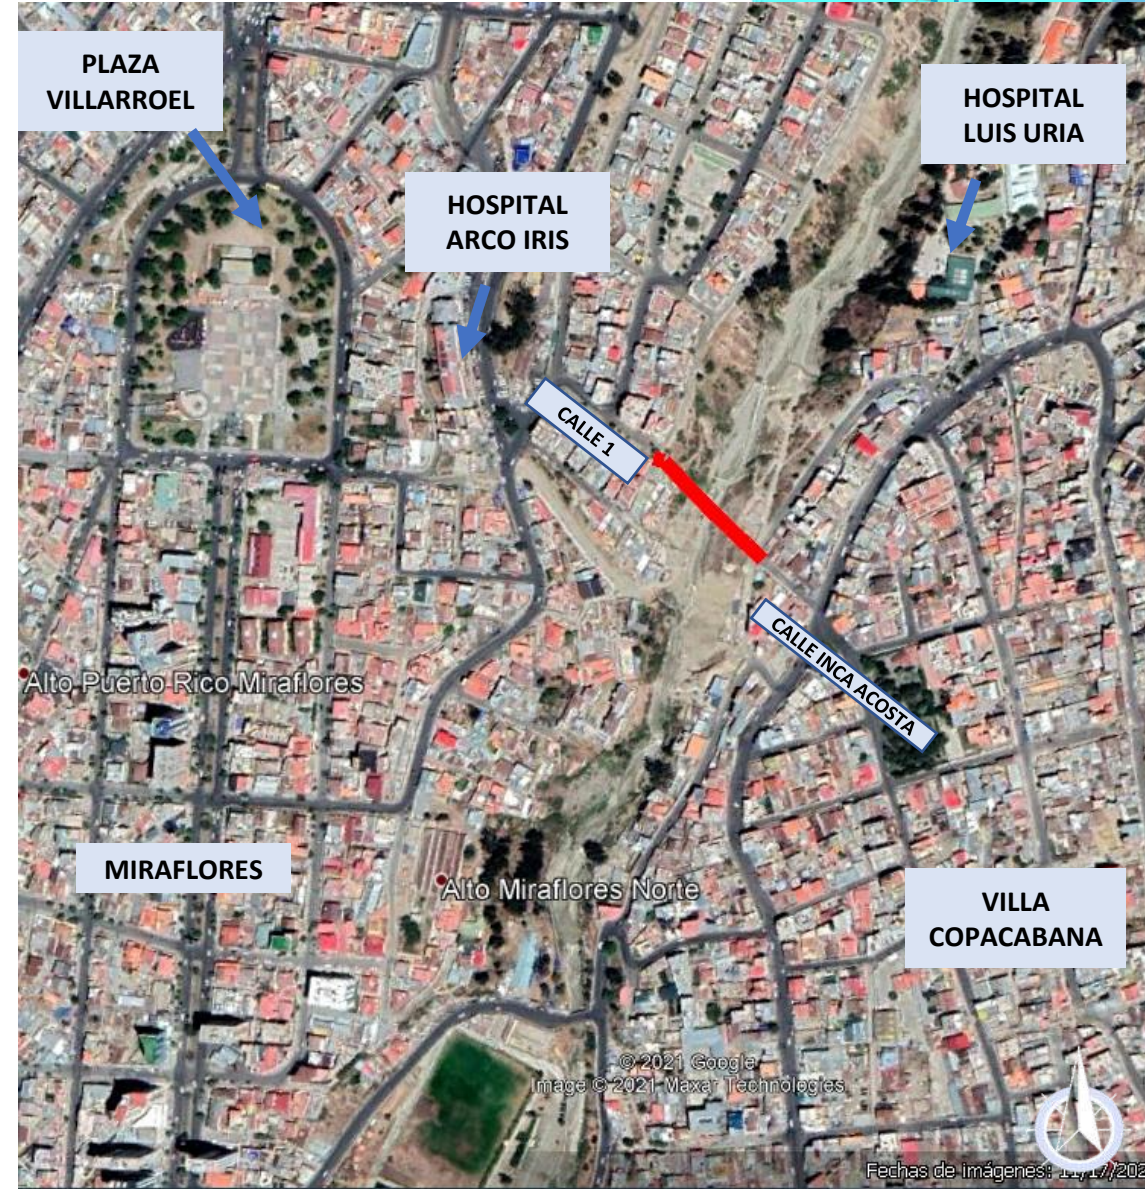 PLAZA
VILLARROEL
HOSPITAL
LUIS URIA
HOSPITAL
ARCO IRIS
CALLE 1
CALLE INCA ACOSTA
Alto Puerto Rico Miraflores
MIRAFLORES
Alto Miraflores Norte
VILLA
COPACABANA
© 2021 Google
Image © 2021 Maxar Technologies
Fechas de imágenes: